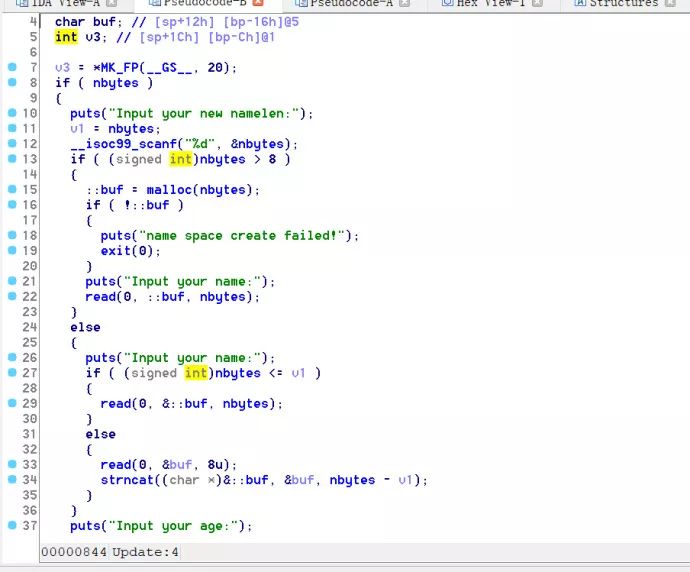 IDA View-A Pseudocode-B Pseudocode-A Hex View-1 Structures
4 char buf; // [sp+12h] [bp-16h]@5
5 int v3; // [sp+1Ch] [bp-Ch]@1
6
7 v3 = *MK_FP(__GS__, 20);
8 if ( nbytes )
9 {
10 puts("Input your new namelen:");
11 v1 = nbytes;
12 __isoc99_scanf("%d", &nbytes);
13 if ( (signed int)nbytes > 8 )
14 {
15 ::buf = malloc(nbytes);
16 if ( !::buf )
17 {
18 puts("name space create failed!");
19 exit(0);
20 }
21 puts("Input your name:");
22 read(0, ::buf, nbytes);
23 }
24 else
25 {
26 puts("Input your name:");
27 if ( (signed int)nbytes <= v1 )
28 {
29 read(0, &::buf, nbytes);
30 }
31 else
32 {
33 read(0, &buf, 8u);
34 strncat((char *)&::buf, &buf, nbytes - v1);
35 }
36 }
37 puts("Input your age:");
00000844 Update:4